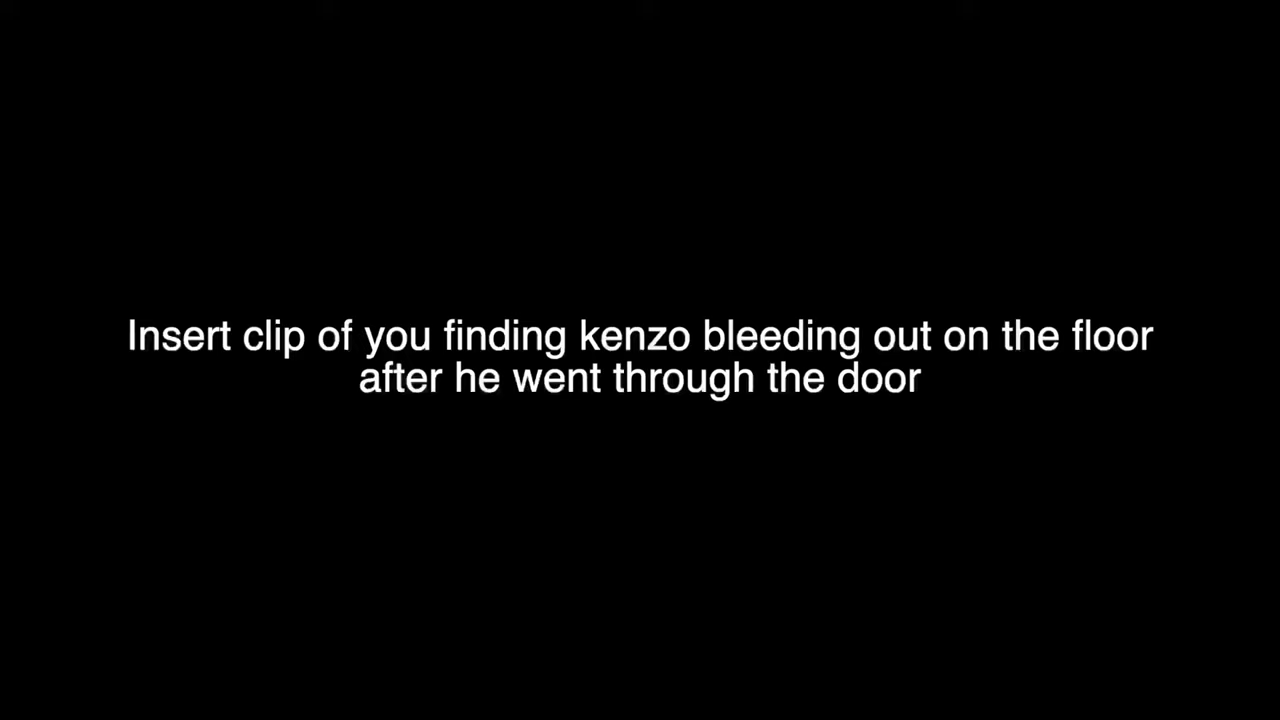 Insert clip of you finding kenzo bleeding out on the floor
after he went through the door